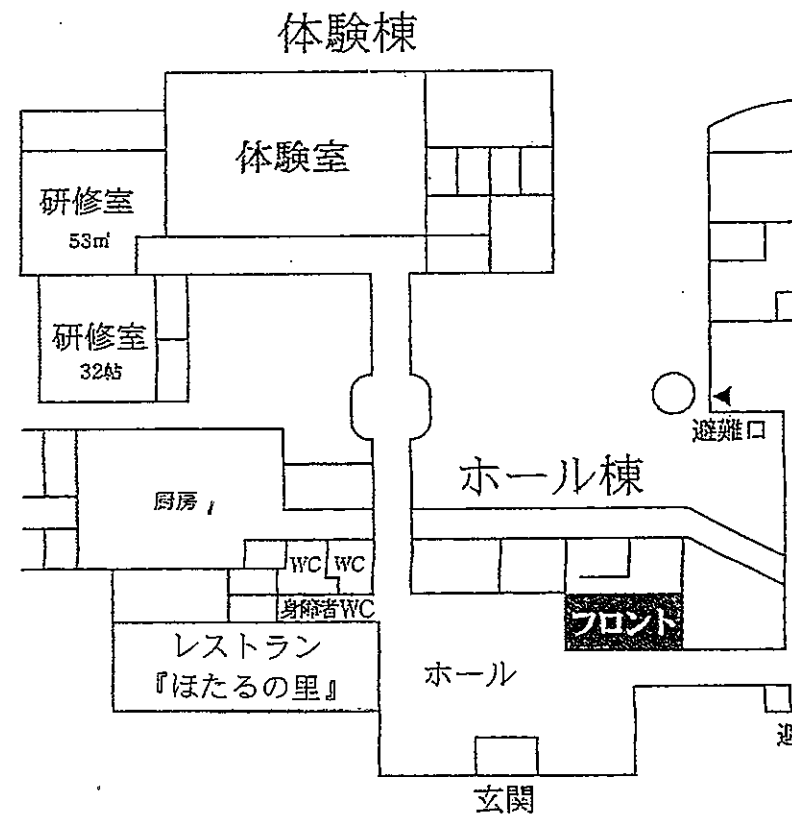 体験棟
体験室
研修室
53㎡
研修室
32帖
避難口
ホール棟
厨房
WC WC
身障者WC
フロント
レストラン
『ほたるの里』
ホール
避
玄関